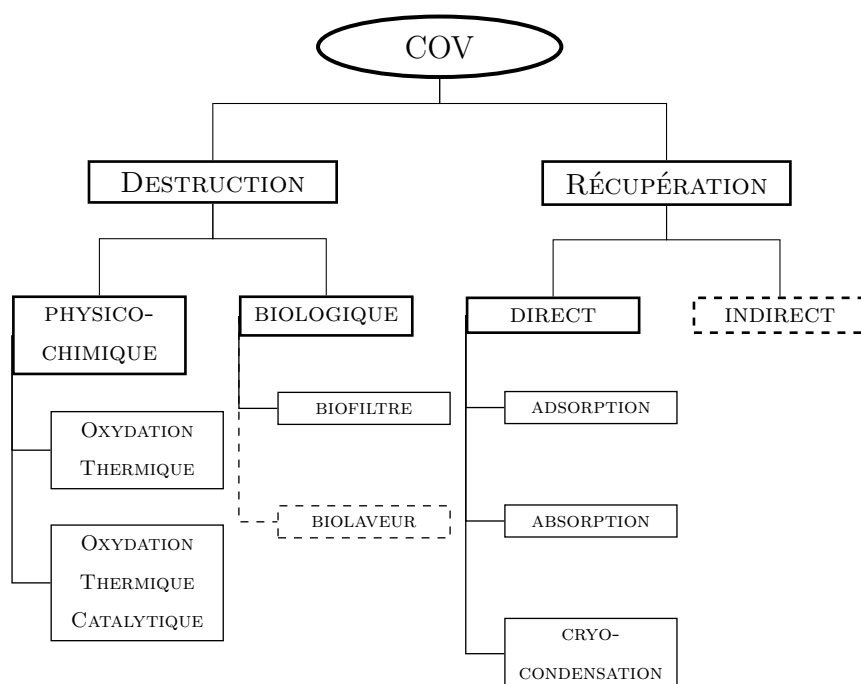 COV
DESTRUCTION
RÉCUPÉRATION
PHYSICO-
CHIMIQUE
BIOLOGIQUE
DIRECT
INDIRECT
OXYDATION
THERMIQUE
BIOFILTRE
ADSORPTION
OXYDATION
THERMIQUE
CATALYTIQUE
BIOLAVEUR
ABSORPTION
CRYO-
CONDENSATION